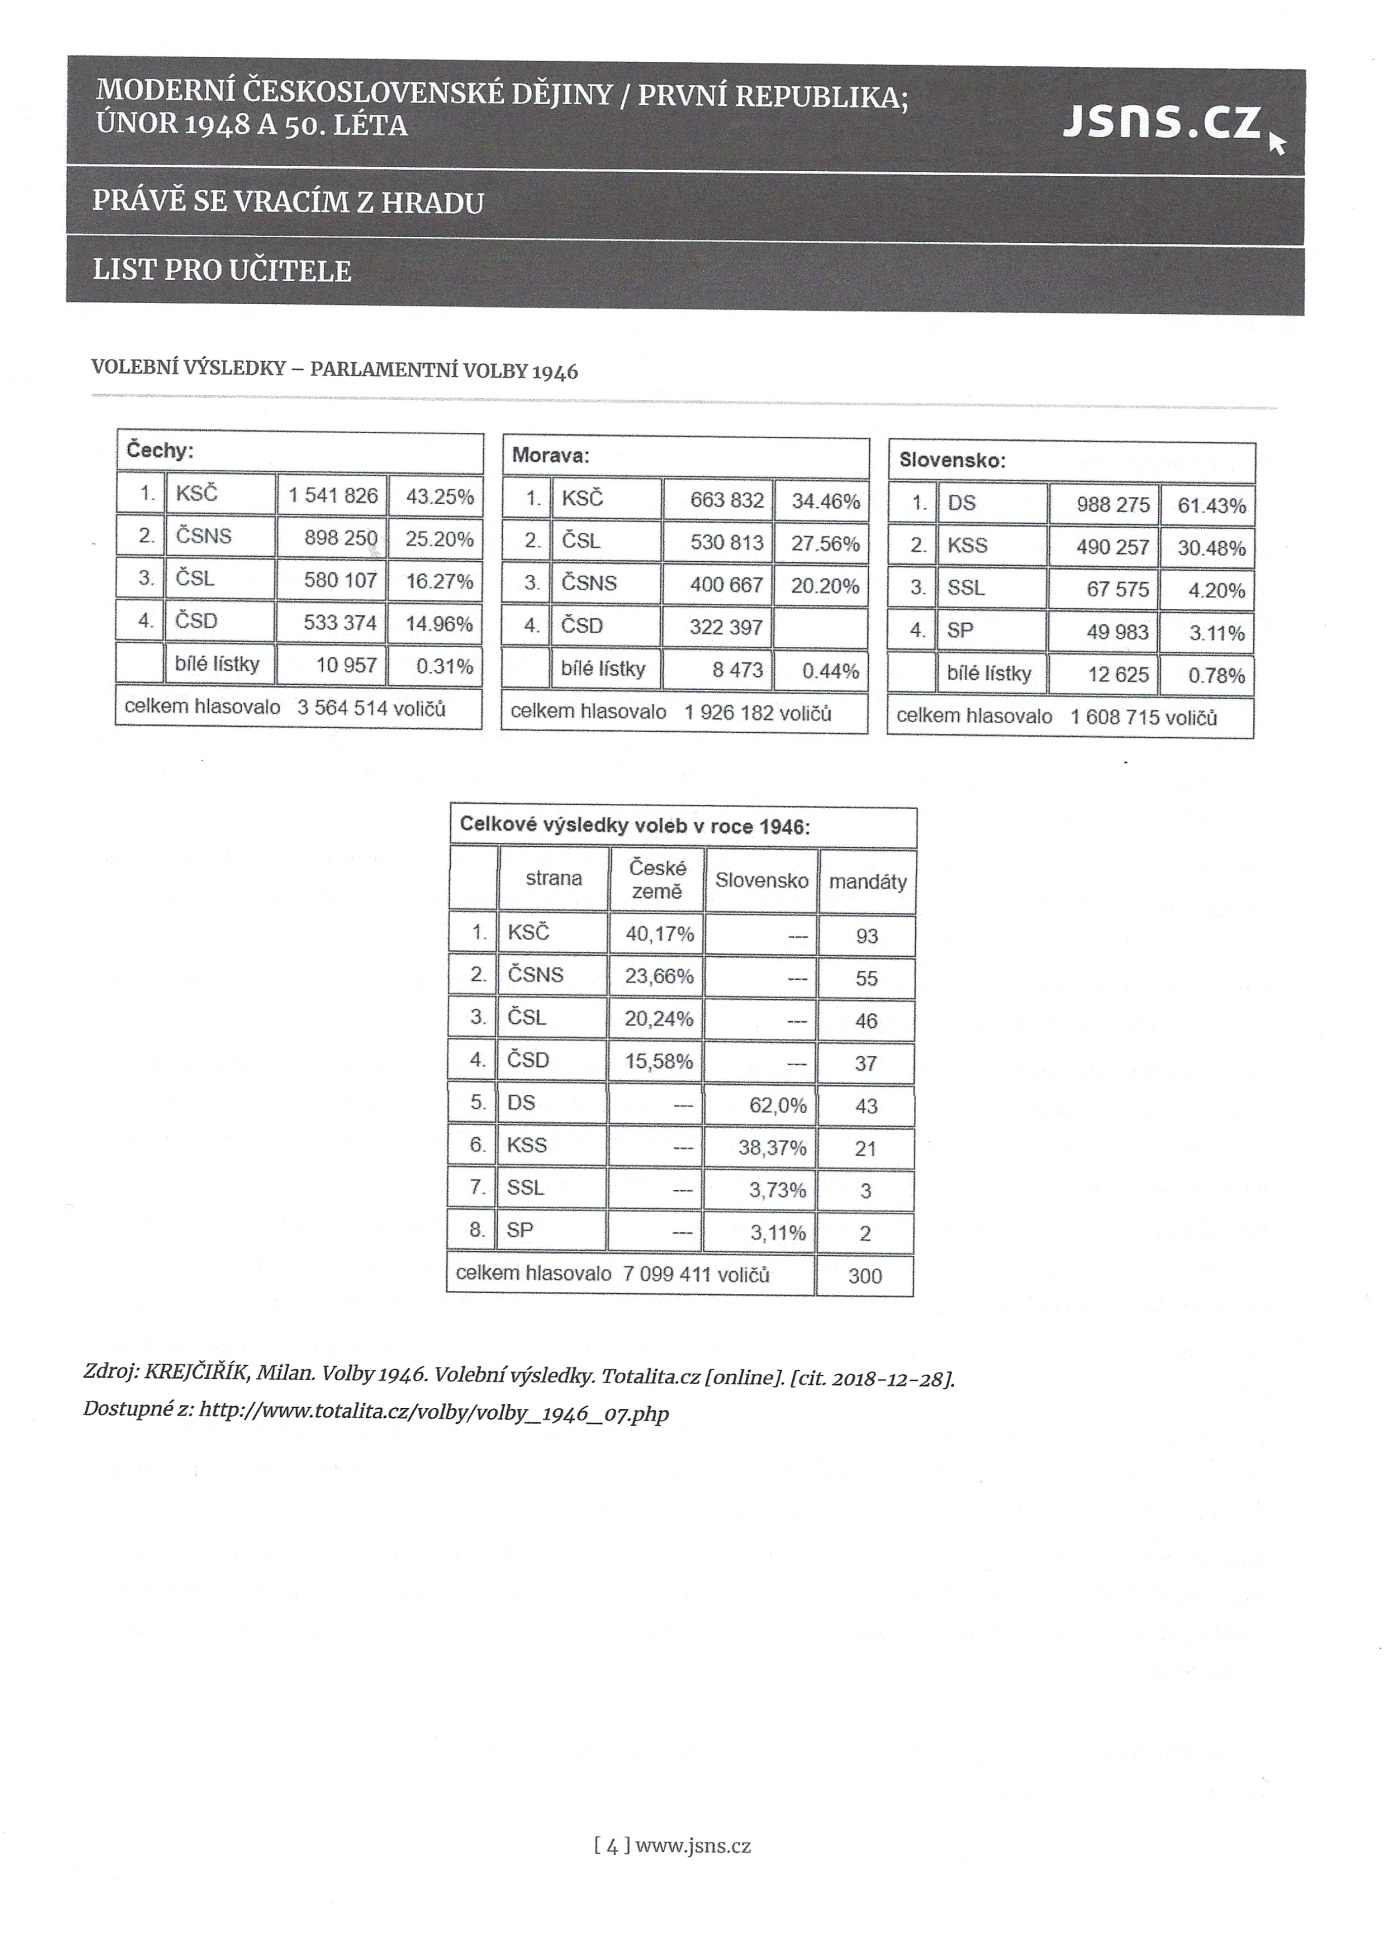 MODERNÍ ČESKOSLOVENSKÉ DĚJINY / PRVNÍ REPUBLIKA;
ÚNOR 1948 A 50. LÉTA
jsns.cz
PRÁVĚ SE VRACÍM Z HRADU
LIST PRO UČITELE
VOLEBNÍ VÝSLEDKY – PARLAMENTNÍ VOLBY 1946
Čechy:
1. KSČ 1 541 826 43.25%
2. ČSNS 898 250 25.20%
3. ČSL 580 107 16.27%
4. ČSD 533 374 14.96%
bílé lístky 10 957 0.31%
celkem hlasovalo 3 564 514 voličů
Morava:
1. KSČ 663 832 34.46%
2. ČSL 530 813 27.56%
3. ČSNS 400 667 20.20%
4. ČSD 322 397
bílé lístky 8 473 0.44%
celkem hlasovalo 1 926 182 voličů
Slovensko:
1. DS 988 275 61.43%
2. KSS 490 257 30.48%
3. SSL 67 575 4.20%
4. SP 49 983 3.11%
bílé lístky 12 625 0.78%
celkem hlasovalo 1 608 715 voličů
Celkové výsledky voleb v roce 1946:
strana České země Slovensko mandáty
1. KSČ 40,17% --- 93
2. ČSNS 23,66% --- 55
3. ČSL 20,24% --- 46
4. ČSD 15,58% --- 37
5. DS --- 62,0% 43
6. KSS --- 38,37% 21
7. SSL --- 3,73% 3
8. SP --- 3,11% 2
celkem hlasovalo 7 099 411 voličů 300
Zdroj: KREJČIŘÍK, Milan. Volby 1946. Volební výsledky. Totalita.cz [online]. [cit. 2018-12-28].
Dostupné z: http://www.totalita.cz/volby/volby_1946_07.php
[ 4 ] www.jsns.cz